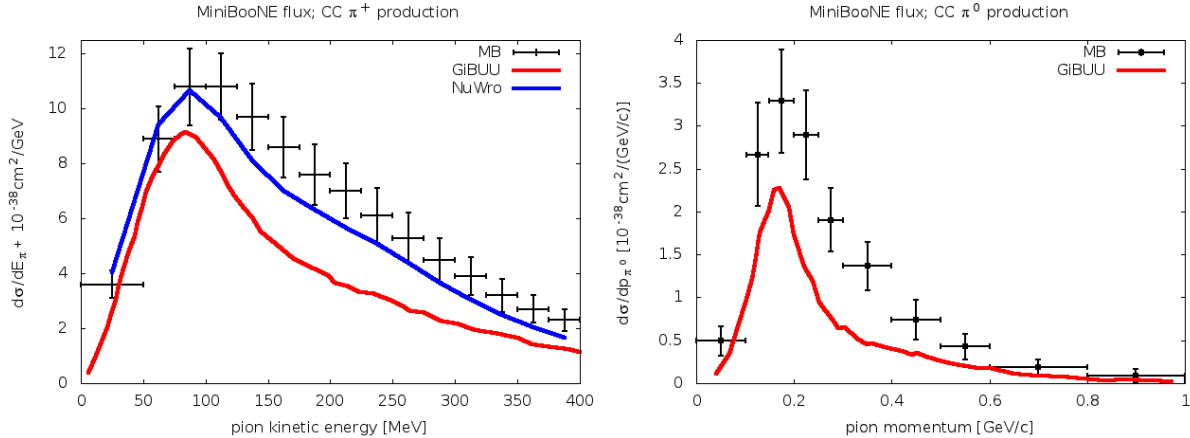 MiniBooNE flux; CC π⁺ production
MB
GiBUU
NuWro
dσ/dE_π + 10⁻³⁸cm²/GeV
12
10
8
6
4
2
0
0 50 100 150 200 250 300 350 400
pion kinetic energy [MeV]
MiniBooNE flux; CC π⁰ production
MB
GiBUU
dσ/dp_π⁰ [10⁻³⁸cm²/(GeV/c)]
4
3.5
3
2.5
2
1.5
1
0.5
0
0 0.2 0.4 0.6 0.8 1
pion momentum [GeV/c]